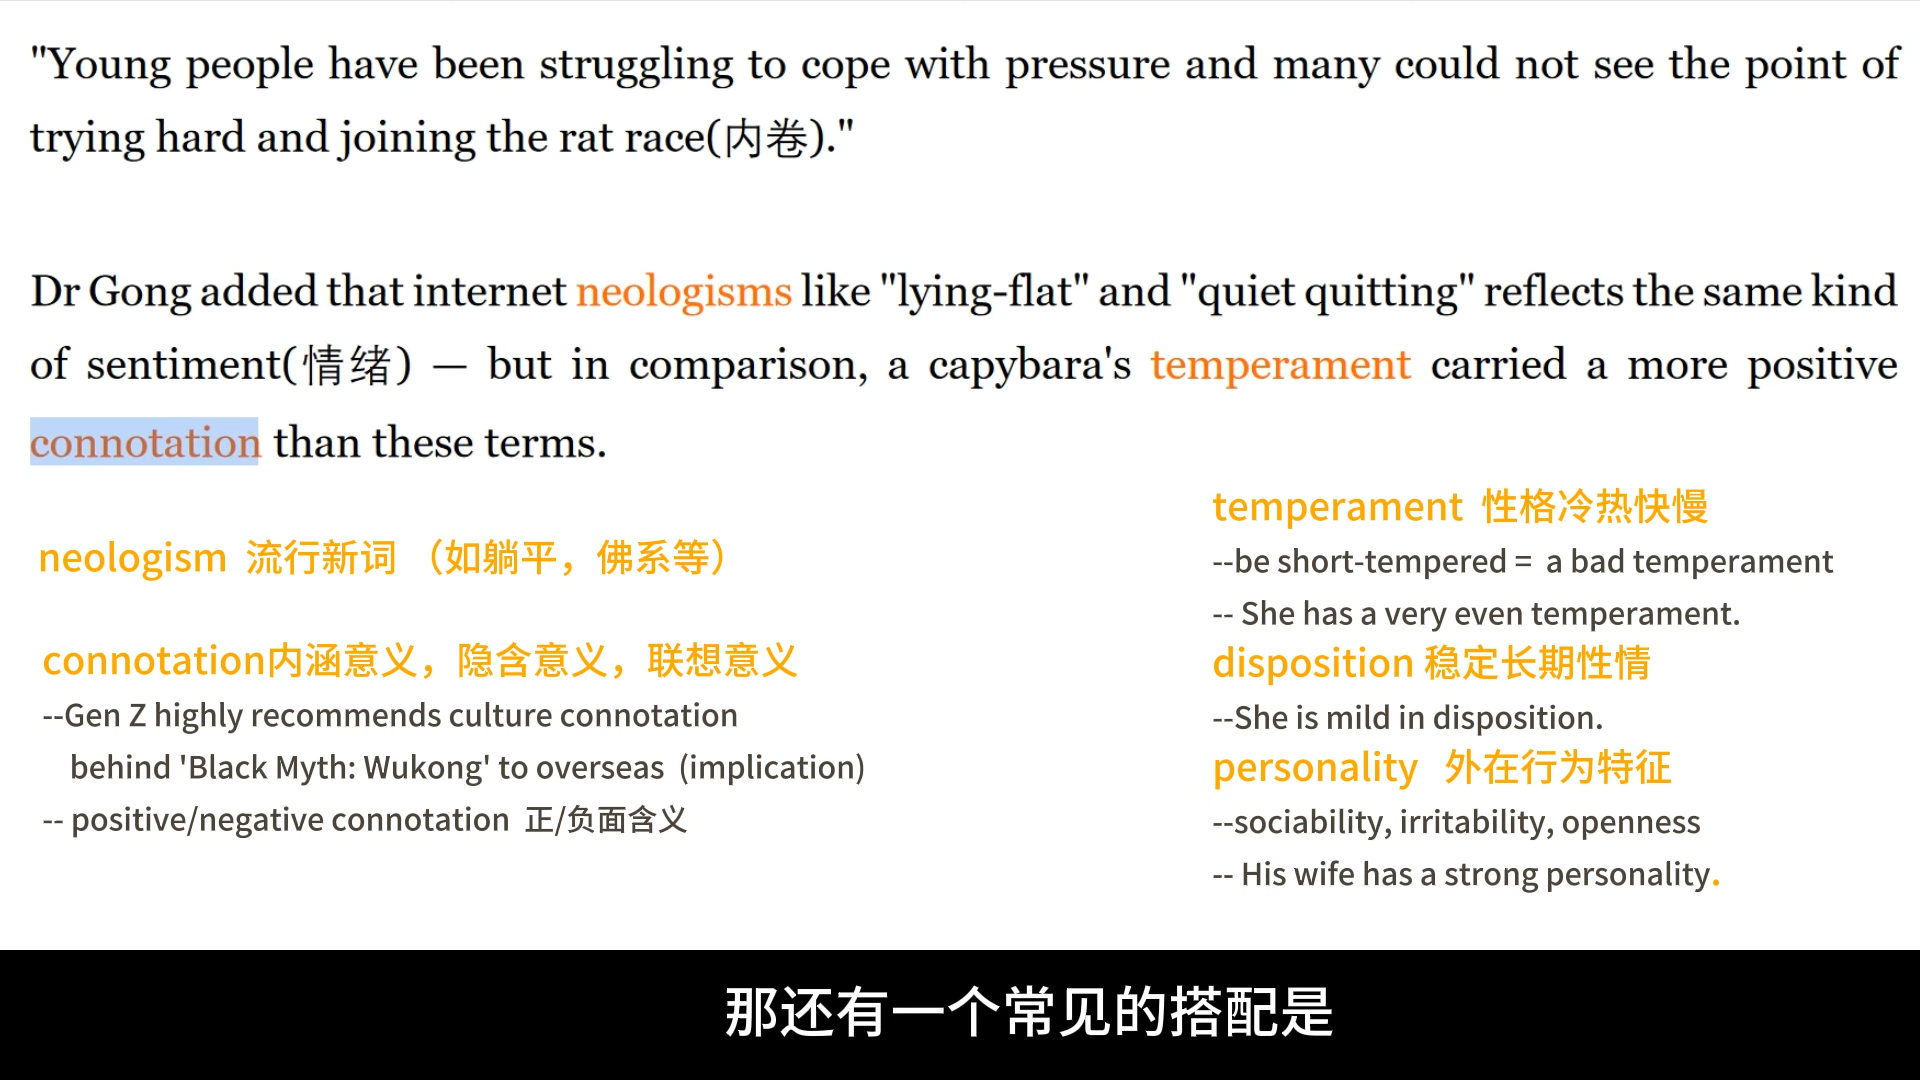 "Young people have been struggling to cope with pressure and many could not see the point of
trying hard and joining the rat race(内卷)."
Dr Gong added that internet neologisms like "lying-flat" and "quiet quitting" reflects the same kind
of sentiment(情绪) — but in comparison, a capybara's temperament carried a more positive
connotation than these terms.
neologism 流行新词 （如躺平，佛系等）
connotation内涵意义，隐含意义，联想意义
--Gen Z highly recommends culture connotation
behind 'Black Myth: Wukong' to overseas (implication)
-- positive/negative connotation 正/负面含义
temperament 性格冷热快慢
--be short-tempered = a bad temperament
-- She has a very even temperament.
disposition 稳定长期性情
--She is mild in disposition.
personality 外在行为特征
--sociability, irritability, openness
-- His wife has a strong personality.
那还有一个常见的搭配是